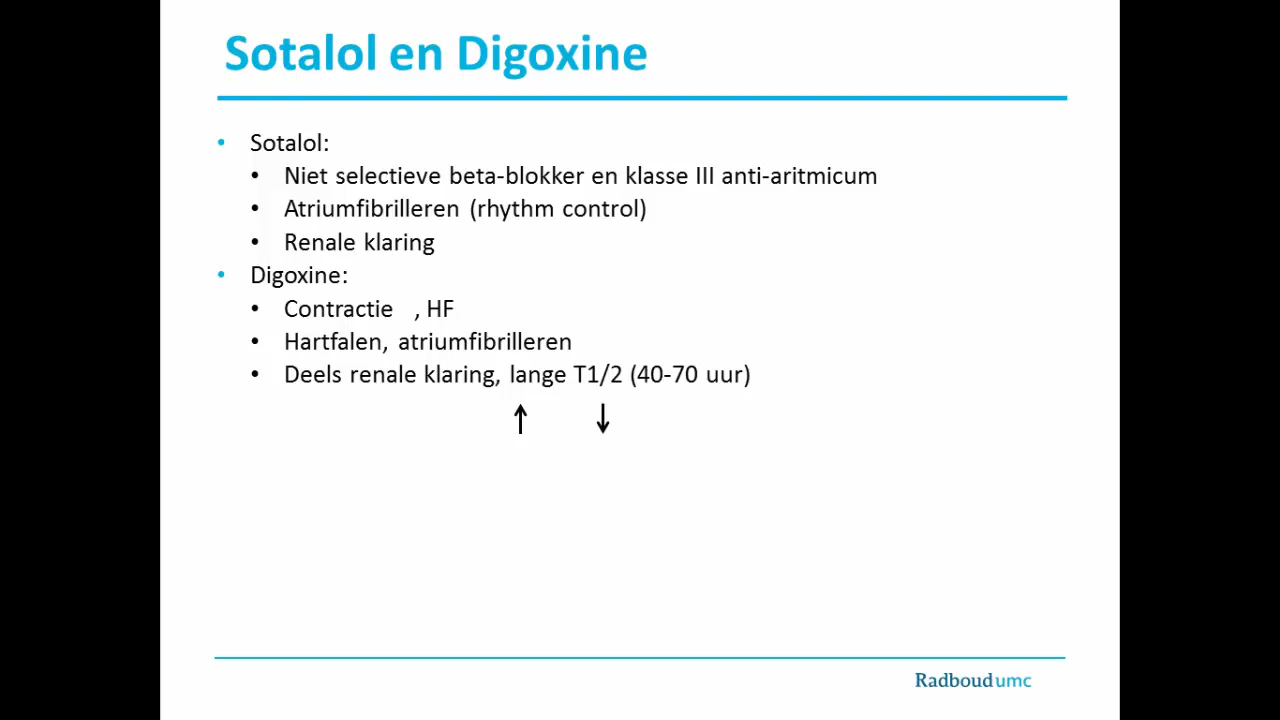 Sotalol en Digoxine
• Sotalol:
• Niet selectieve beta-blokker en klasse III anti-aritmicum
• Atriumfibrilleren (rhythm control)
• Renale klaring
• Digoxine:
• Contractie , HF
• Hartfalen, atriumfibrilleren
• Deels renale klaring, lange T1/2 (40-70 uur)
↑ ↓
Radboudumc